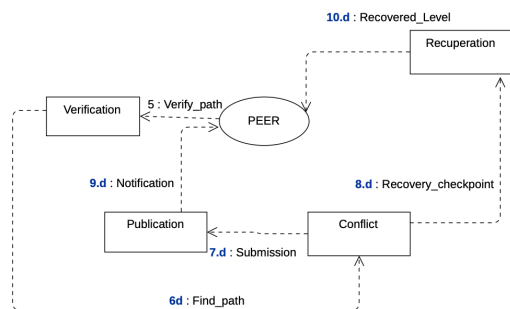 10.d : Recovered_Level
Recuperation
Verification
5 : Verify_path
PEER
9.d : Notification
8.d : Recovery_checkpoint
Publication
Conflict
7.d : Submission
6d : Find_path